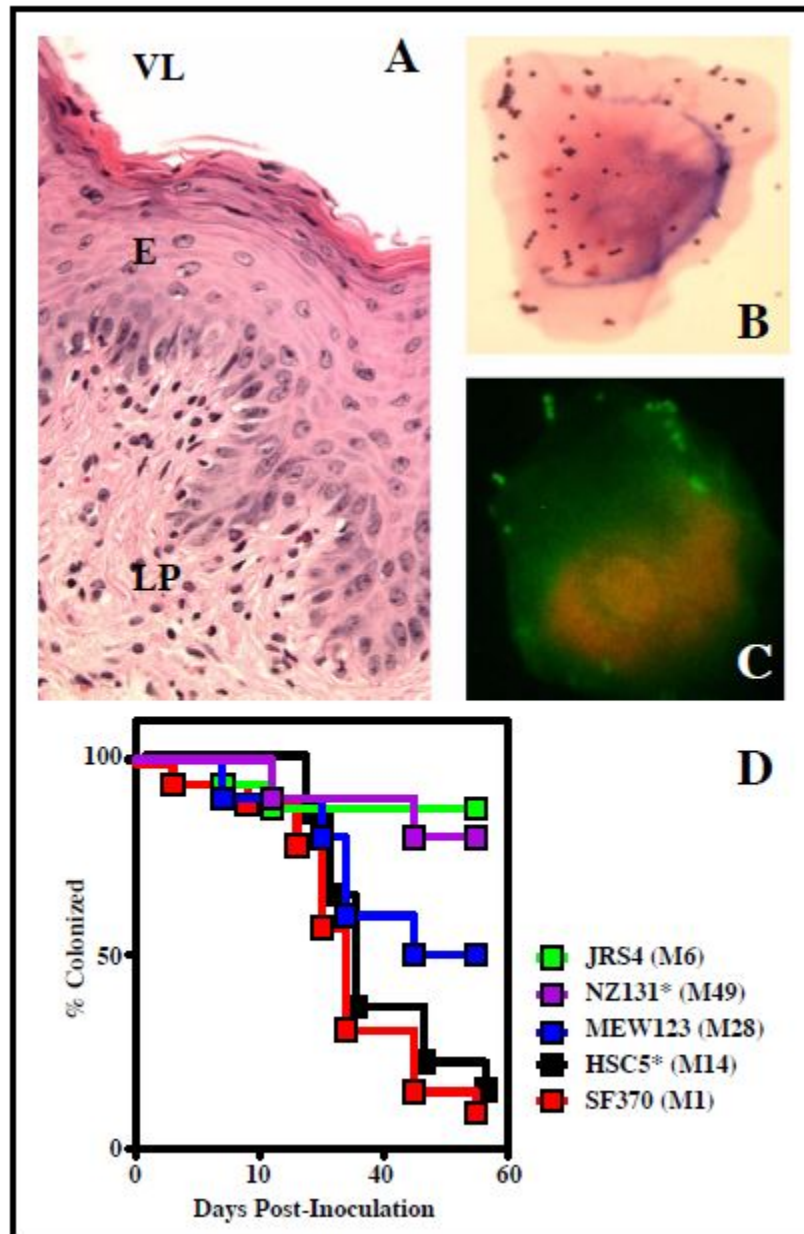 VL
A
E
LP
B
C
D
100
50
0
% Colonized
0 10 40 60
Days Post-Inoculation
JRS4 (M6)
NZ131* (M49)
MEW123 (M28)
HSC5* (M14)
SF370 (M1)